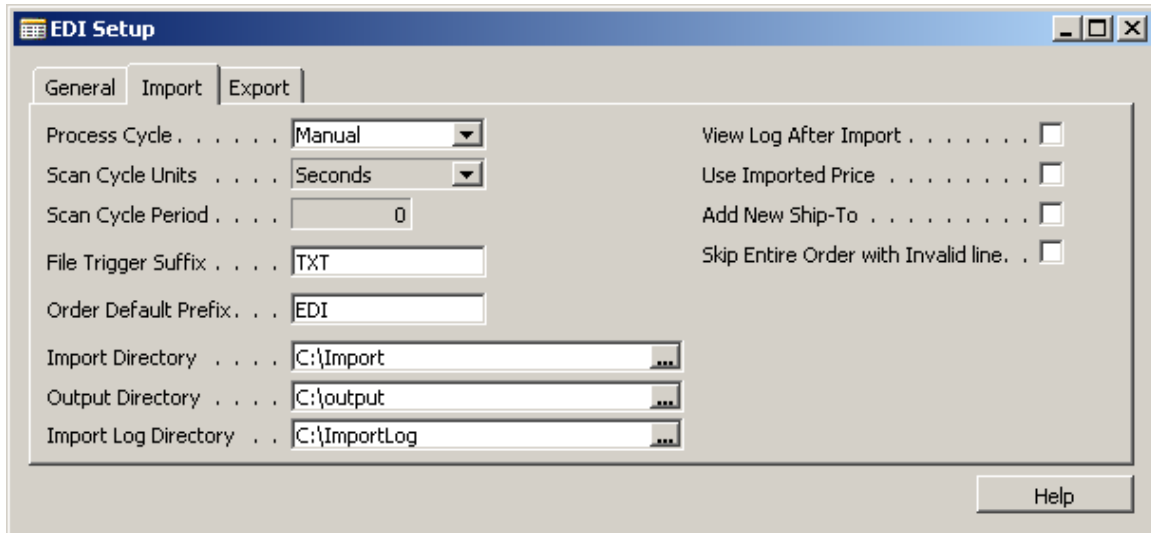 EDI Setup
General Import Export
Process Cycle . . . . . . Manual
Scan Cycle Units . . . . Seconds
Scan Cycle Period . . . . 0
File Trigger Suffix . . . . TXT
Order Default Prefix. . . EDI
Import Directory . . . . C:\Import ...
Output Directory . . . . C:\output ...
Import Log Directory . . C:\ImportLog ...
View Log After Import . . . . . . .
Use Imported Price . . . . . . . .
Add New Ship-To . . . . . . . . .
Skip Entire Order with Invalid line. .
Help